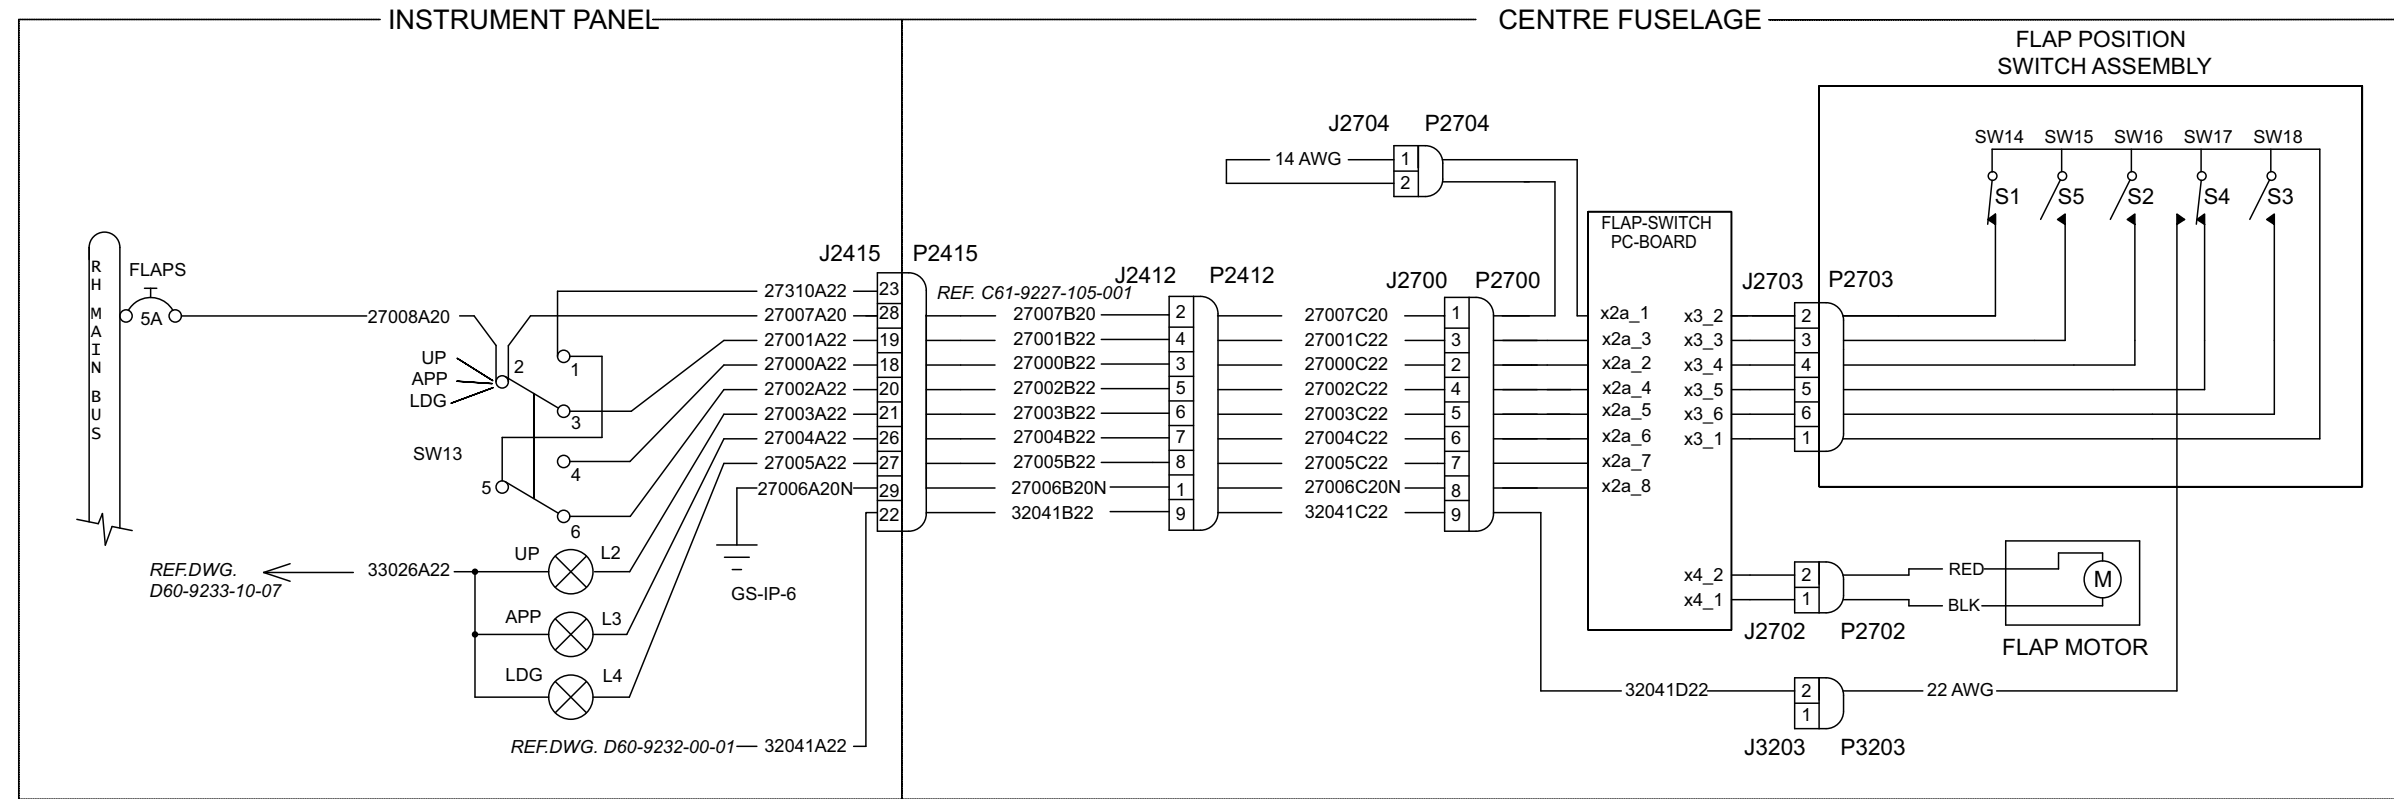 INSTRUMENT PANEL
CENTRE FUSELAGE
FLAP POSITION
SWITCH ASSEMBLY
J2704 P2704
14 AWG 1
2
SW14 SW15 SW16 SW17 SW18
S1 S5 S2 S4 S3
FLAP-SWITCH
PC-BOARD
RH MAIN BUS
FLAPS
5A
27008A20
UP
APP
LDG
2
1
3
4
5
6
SW13
J2415 P2415
REF. C61-9227-105-001
J2412 P2412
J2700 P2700
J2703 P2703
27310A22 23
27007A20 28 27007B20 2 27007C20 1 x2a_1 x3_2 2
27001A22 19 27001B22 4 27001C22 3 x2a_3 x3_3 3
27000A22 18 27000B22 3 27000C22 2 x2a_2 x3_4 4
27002A22 20 27002B22 5 27002C22 4 x2a_4 x3_5 5
27003A22 21 27003B22 6 27003C22 5 x2a_5 x3_6 6
27004A22 26 27004B22 7 27004C22 6 x2a_6 x3_1 1
27005A22 27 27005B22 8 27005C22 7 x2a_7
27006A20N 29 27006B20N 1 27006C20N 8 x2a_8
22 32041B22 9 32041C22 9
REF.DWG.
D60-9233-10-07
33026A22
UP L2
APP L3
LDG L4
GS-IP-6
REF.DWG. D60-9232-00-01 32041A22
x4_2 2 RED
x4_1 1 BLK
M
J2702 P2702
FLAP MOTOR
32041D22 2 22 AWG
1
J3203 P3203